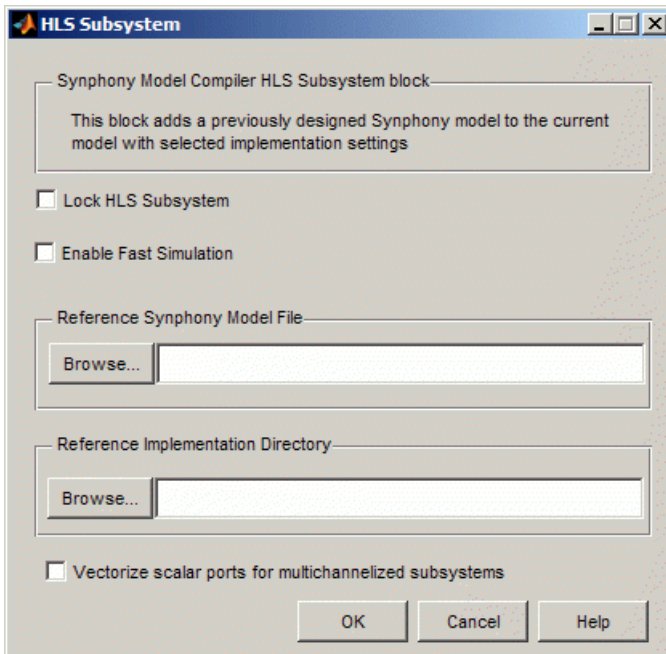 HLS Subsystem
Synphony Model Compiler HLS Subsystem block
This block adds a previously designed Synphony model to the current
model with selected implementation settings
Lock HLS Subsystem
Enable Fast Simulation
Reference Synphony Model File
Browse...
Reference Implementation Directory
Browse...
Vectorize scalar ports for multichannelized subsystems
OK Cancel Help